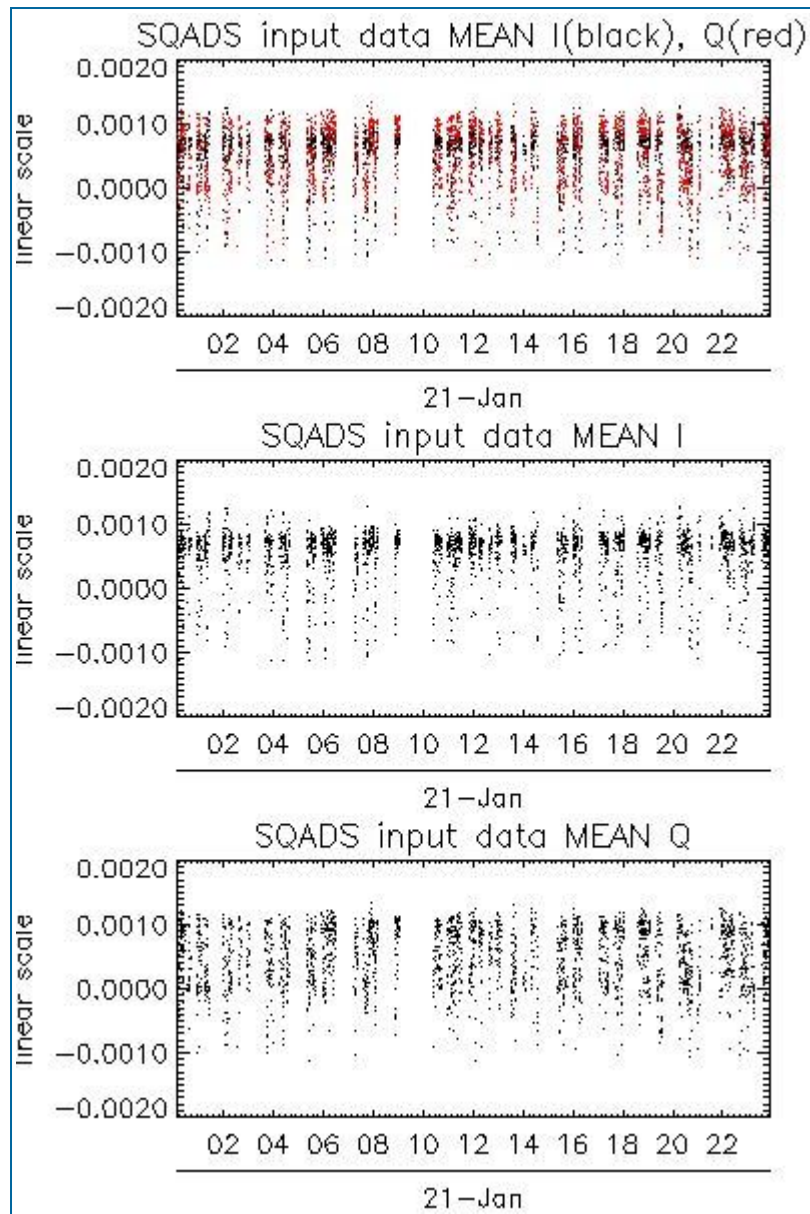 SQADS input data MEAN I(black), Q(red)
linear scale
0.0020
0.0010
0.0000
−0.0010
−0.0020
02 04 06 08 10 12 14 16 18 20 22
21−Jan
SQADS input data MEAN I
linear scale
0.0020
0.0010
0.0000
−0.0010
−0.0020
02 04 06 08 10 12 14 16 18 20 22
21−Jan
SQADS input data MEAN Q
linear scale
0.0020
0.0010
0.0000
−0.0010
−0.0020
02 04 06 08 10 12 14 16 18 20 22
21−Jan